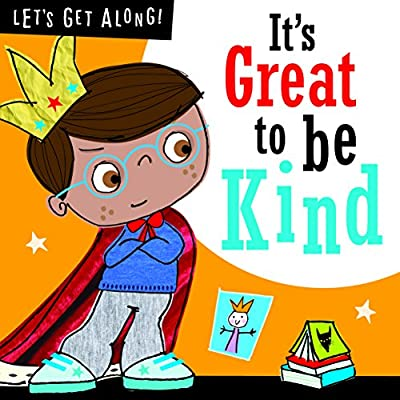 LET'S GET ALONG!
It's
Great
to be
Kind